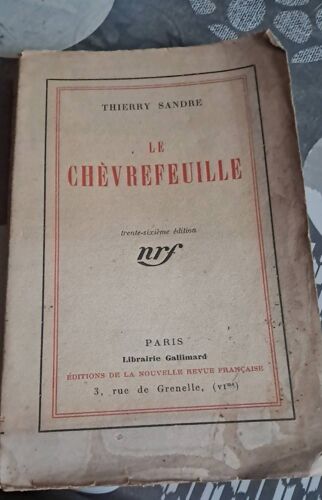 THIERRY SANDRE
LE
CHÈVREFEUILLE
trente-sixième édition
nrf
PARIS
Librairie Gallimard
ÉDITIONS DE LA NOUVELLE REVUE FRANÇAISE
3, rue de Grenelle, (VIme)